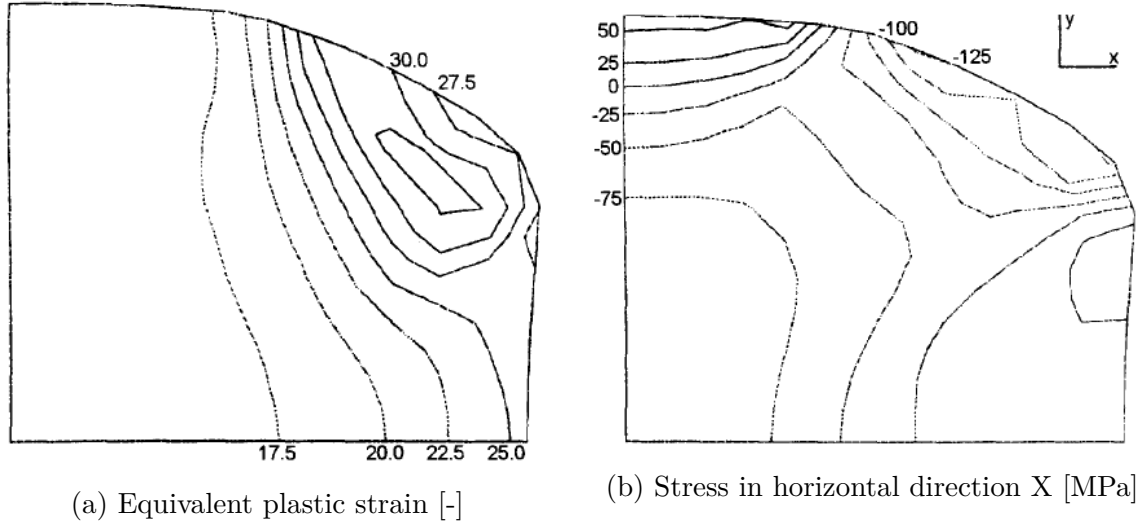 30.0
27.5
17.5 20.0 22.5 25.0
(a) Equivalent plastic strain [-]
50
25
0
-25
-50
-75
-100
-125
y
x
(b) Stress in horizontal direction X [MPa]